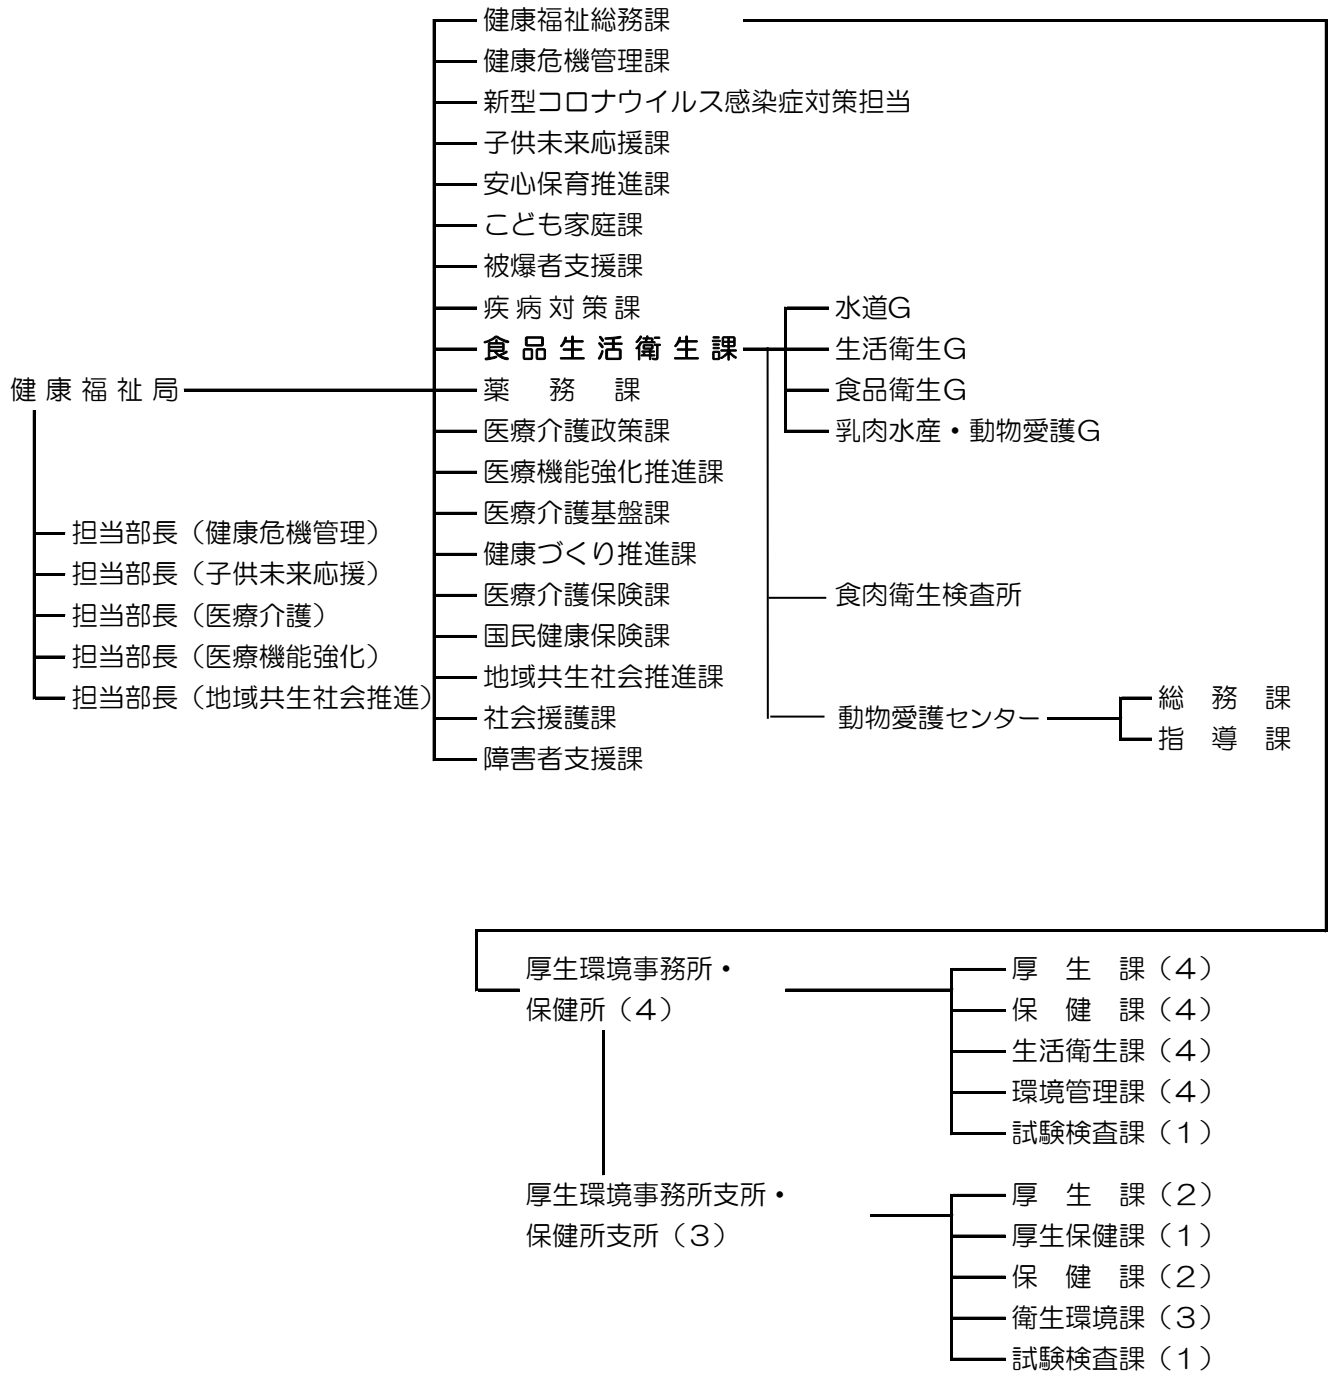 健康福祉総務課
健康危機管理課
新型コロナウイルス感染症対策担当
子供未来応援課
安心保育推進課
こども家庭課
被爆者支援課
疾病対策課
水道G
食品生活衛生課
生活衛生G
健康福祉局
薬務課
食品衛生G
医療介護政策課
乳肉水産・動物愛護G
医療機能強化推進課
医療介護基盤課
担当部長（健康危機管理）
健康づくり推進課
担当部長（子供未来応援）
医療介護保険課
食肉衛生検査所
担当部長（医療介護）
国民健康保険課
担当部長（医療機能強化）
地域共生社会推進課
担当部長（地域共生社会推進）
社会援護課
動物愛護センター
総務課
指導課
障害者支援課
厚生環境事務所・
保健所（4）
厚生課（4）
保健課（4）
生活衛生課（4）
環境管理課（4）
試験検査課（1）
厚生環境事務所支所・
保健所支所（3）
厚生課（2）
厚生保健課（1）
保健課（2）
衛生環境課（3）
試験検査課（1）